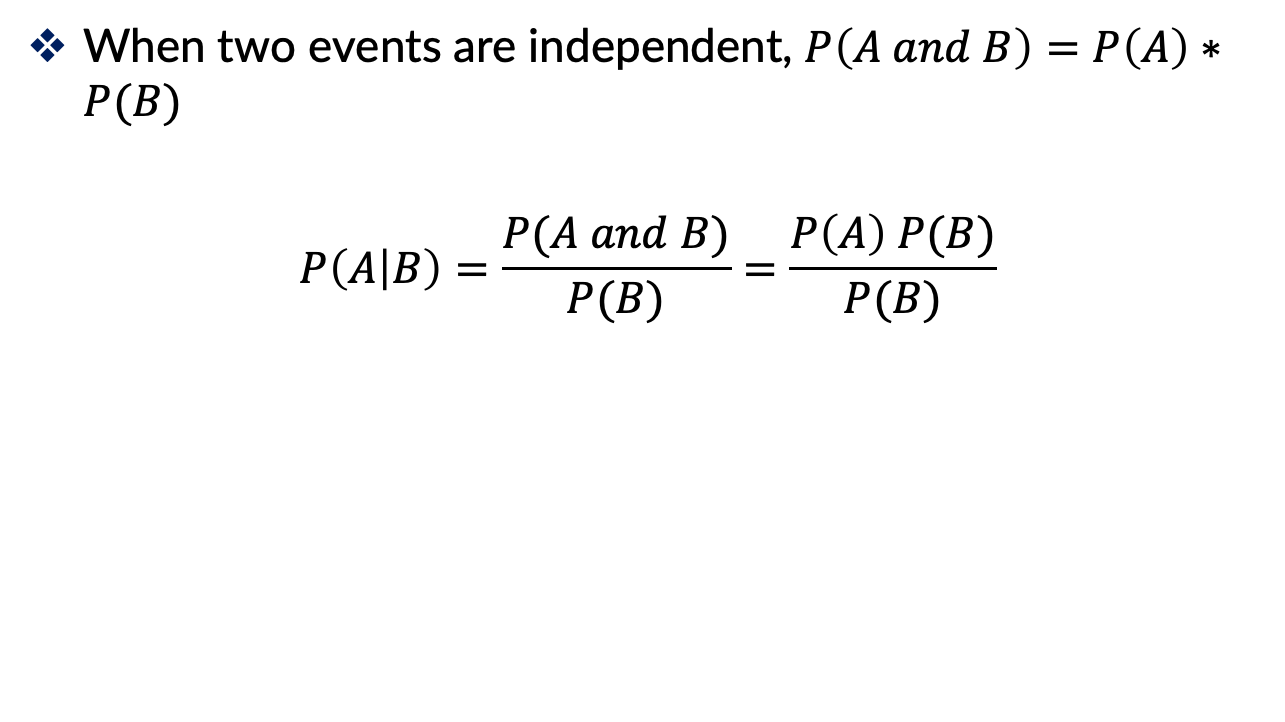 ❖ When two events are independent, P(A and B) = P(A) ∗
P(B)
P(A|B) = P(A and B) / P(B) = P(A) P(B) / P(B)